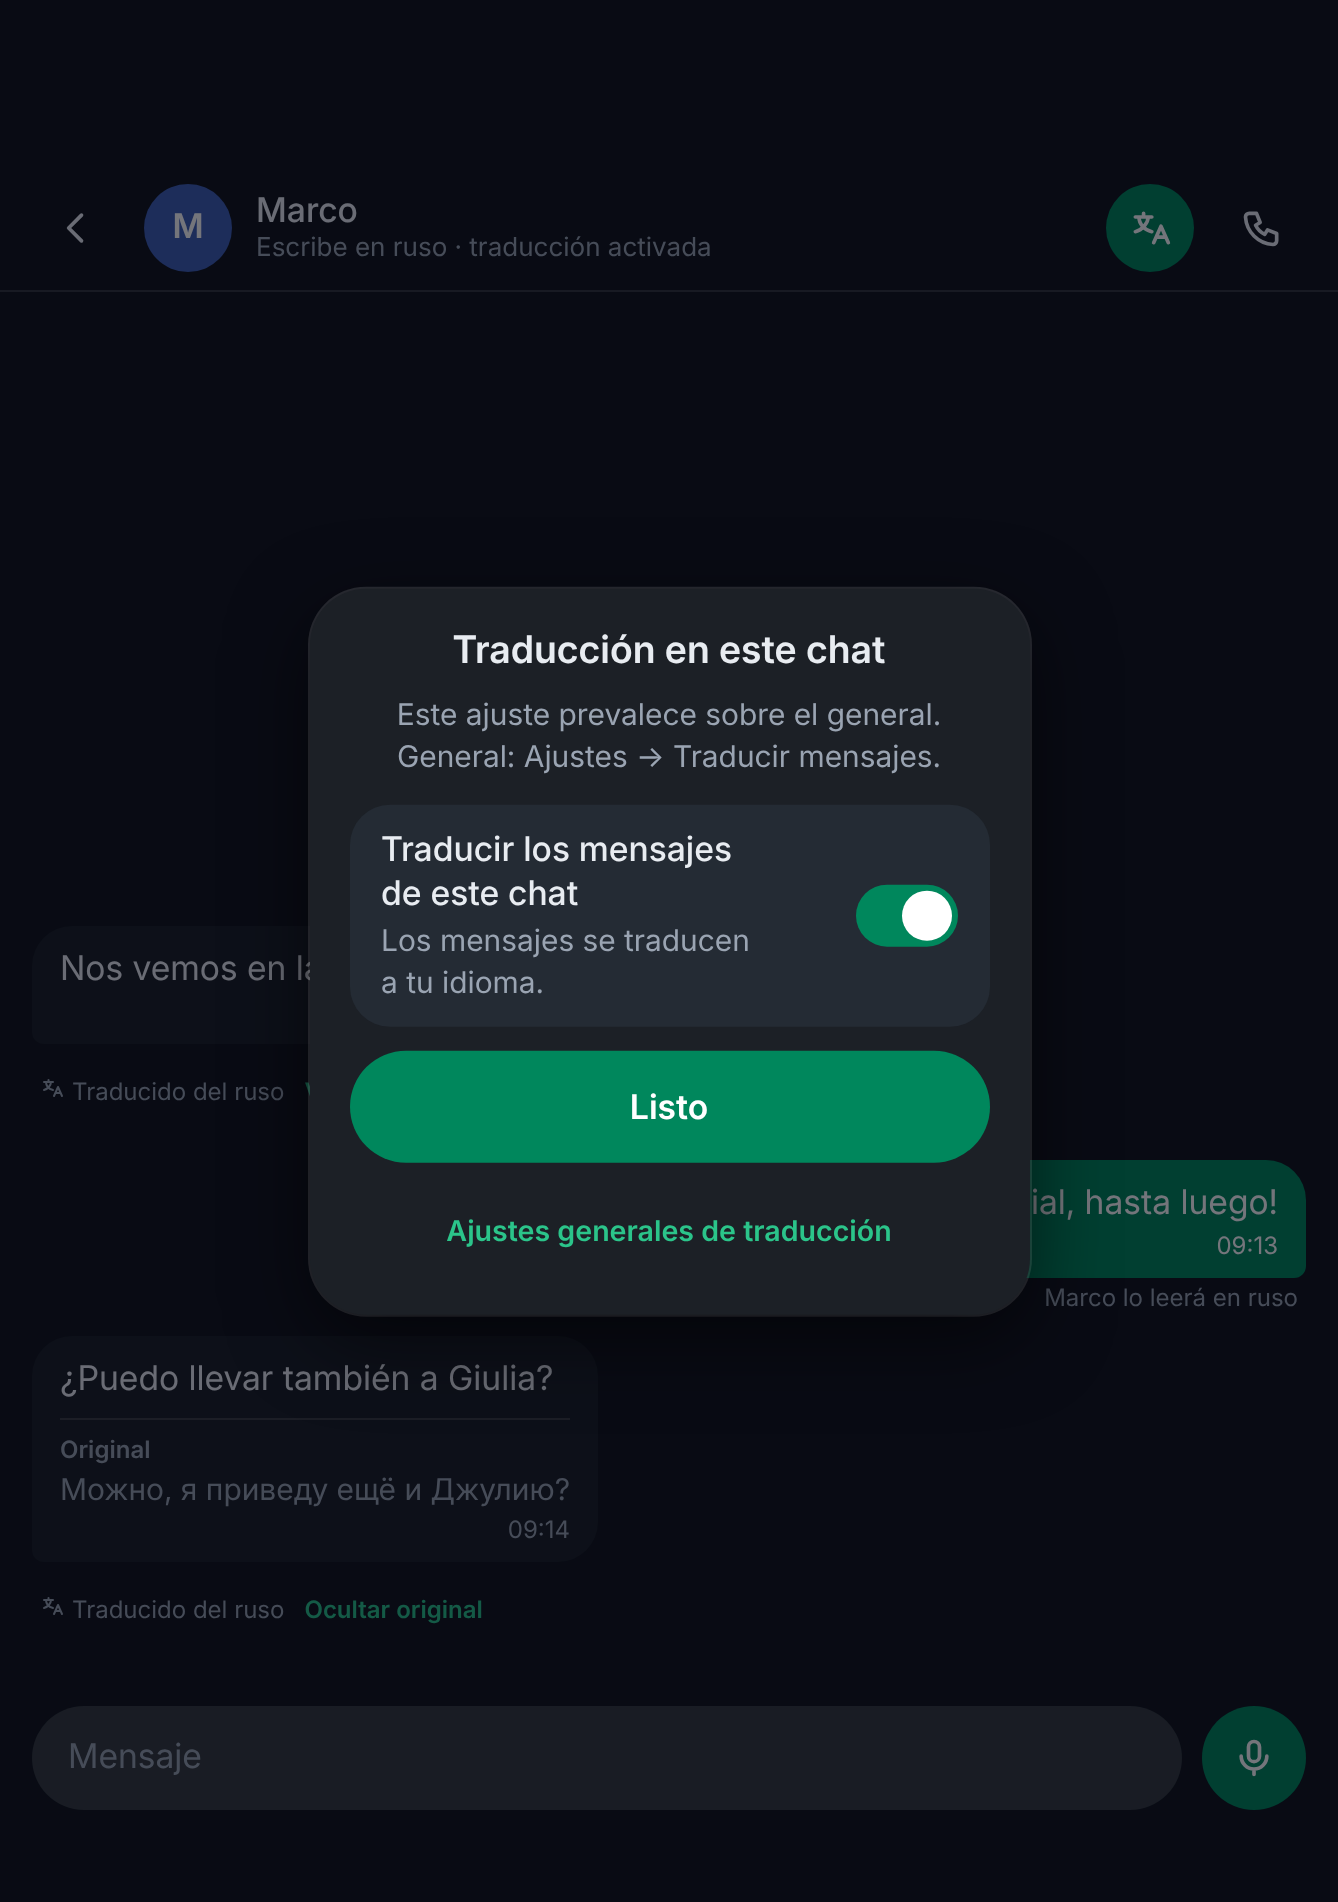 M
Marco
Escribe en ruso · traducción activada
Traducción en este chat
Este ajuste prevalece sobre el general.
General: Ajustes → Traducir mensajes.
Traducir los mensajes
de este chat
Los mensajes se traducen
a tu idioma.
Nos vemos en
Traducido del ruso
Listo
hasta luego!
09:13
Marco lo leerá en ruso
Ajustes generales de traducción
¿Puedo llevar también a Giulia?
Original
Можно, я приведу ещё и Джулию?
09:14
Traducido del ruso Ocultar original
Mensaje